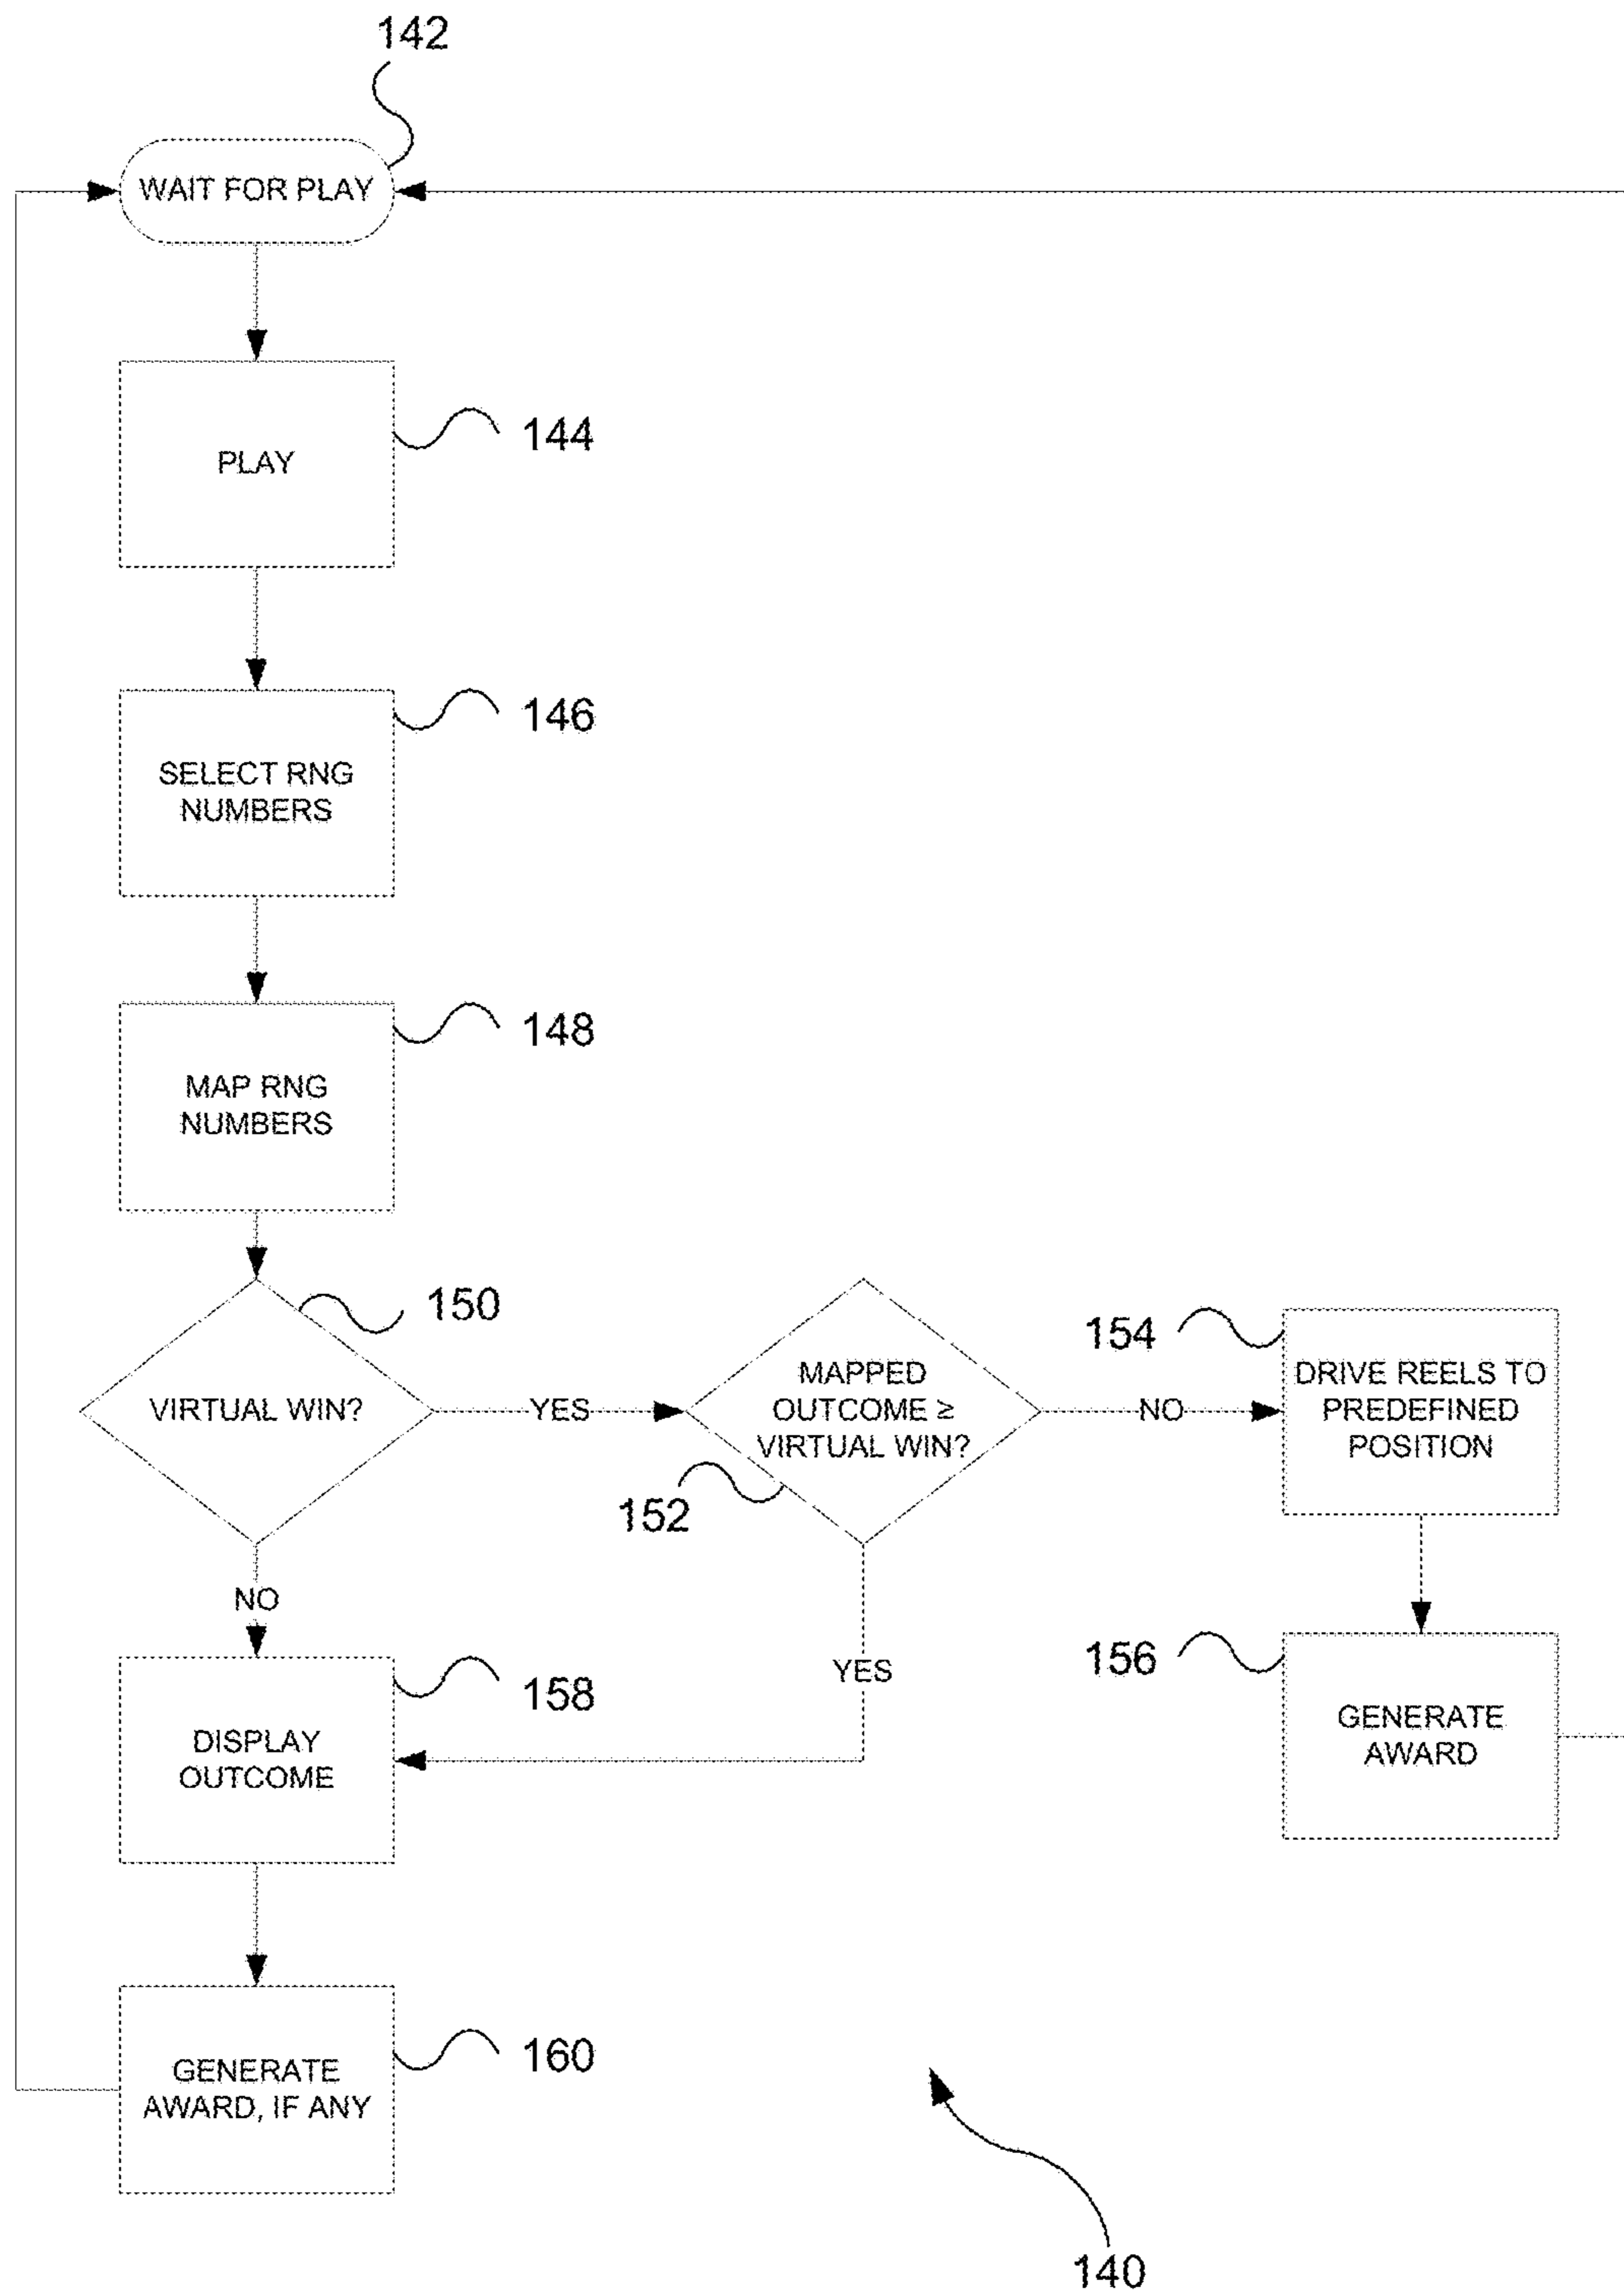 142
WAIT FOR PLAY
PLAY
144
SELECT RNG
NUMBERS
146
MAP RNG
NUMBERS
148
VIRTUAL WIN?
150
YES
MAPPED
OUTCOME ≥
VIRTUAL WIN?
152
NO
154
DRIVE REELS TO
PREDEFINED
POSITION
NO
YES
156
GENERATE
AWARD
158
DISPLAY
OUTCOME
160
GENERATE
AWARD, IF ANY
140